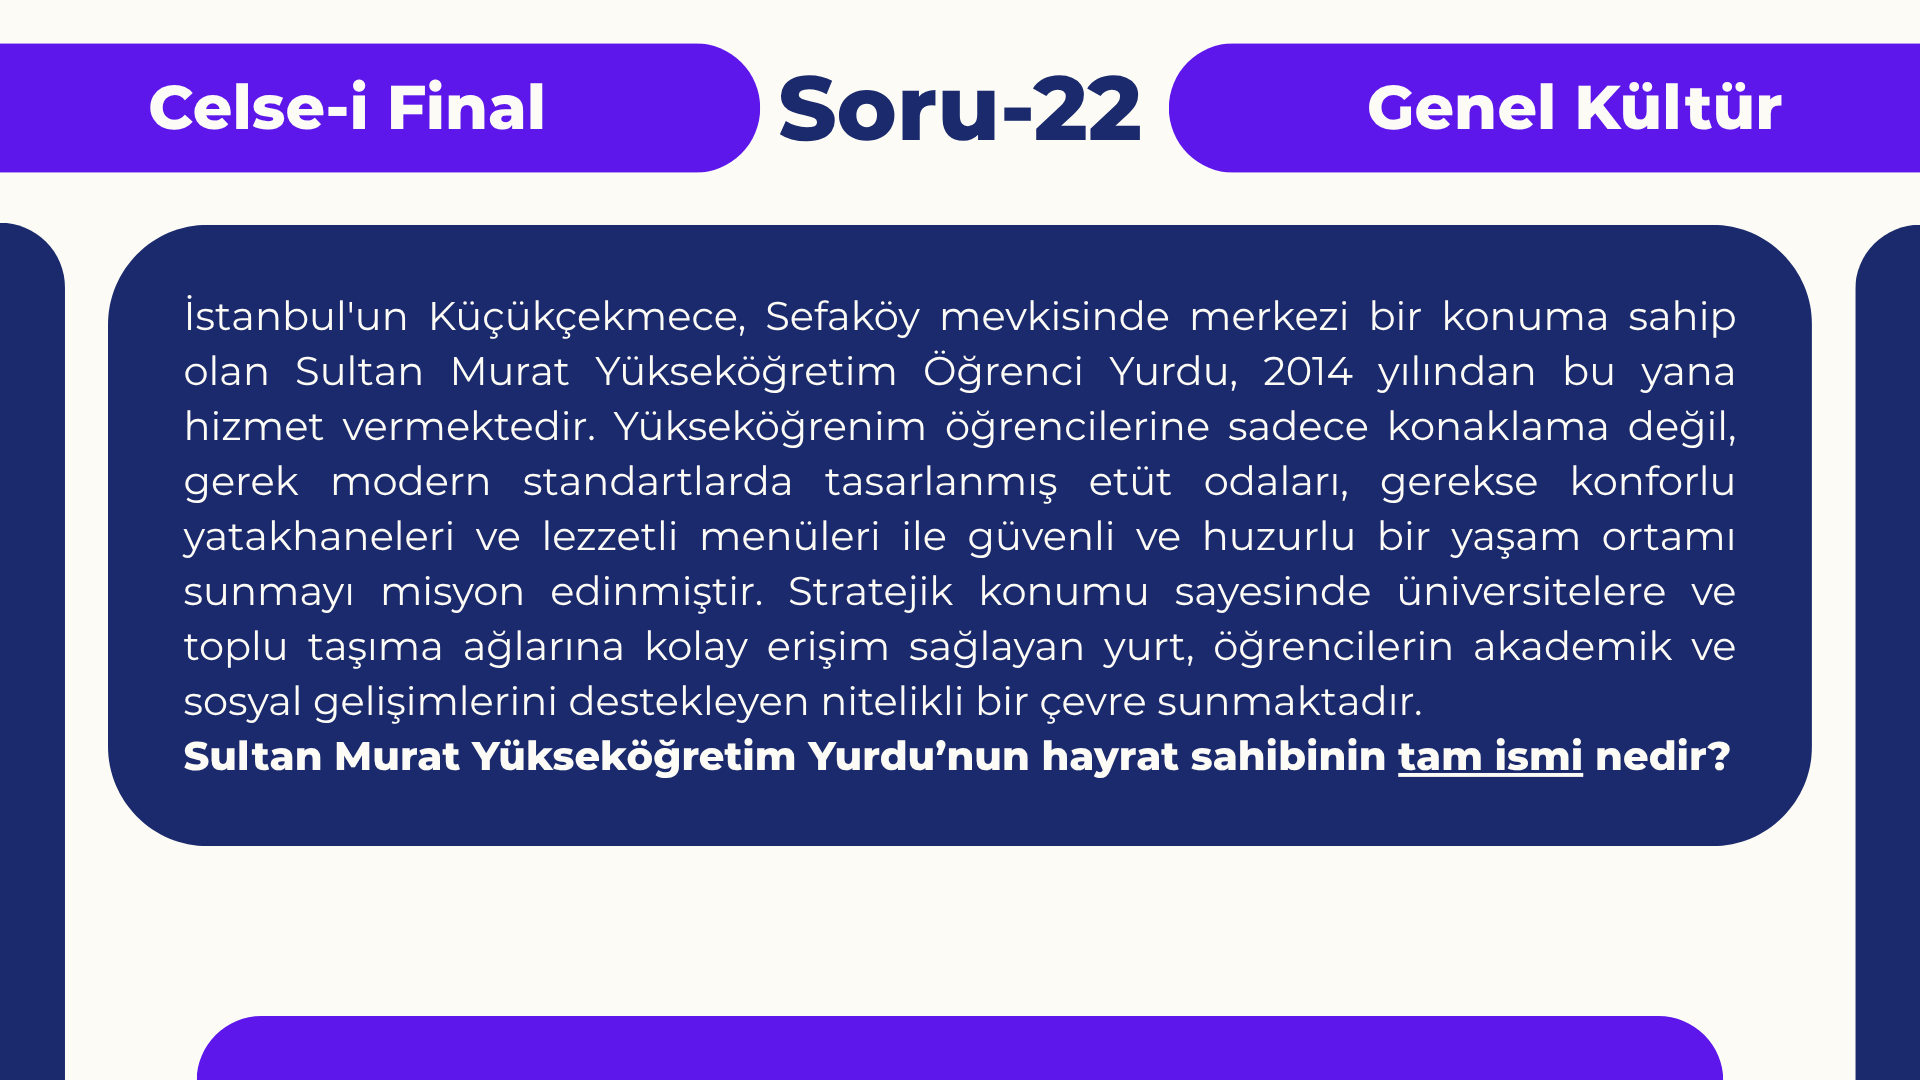 Celse-i Final
Soru-22
Genel Kültür
İstanbul'un Küçükçekmece, Sefaköy mevkisinde merkezi bir konuma sahip
olan Sultan Murat Yükseköğretim Öğrenci Yurdu, 2014 yılından bu yana
hizmet vermektedir. Yükseköğrenim öğrencilerine sadece konaklama değil,
gerek modern standartlarda tasarlanmış etüt odaları, gerekse konforlu
yatakhaneleri ve lezzetli menüleri ile güvenli ve huzurlu bir yaşam ortamı
sunmayı misyon edinmiştir. Stratejik konumu sayesinde üniversitelere ve
toplu taşıma ağlarına kolay erişim sağlayan yurt, öğrencilerin akademik ve
sosyal gelişimlerini destekleyen nitelikli bir çevre sunmaktadır.
Sultan Murat Yükseköğretim Yurdu’nun hayrat sahibinin tam ismi nedir?